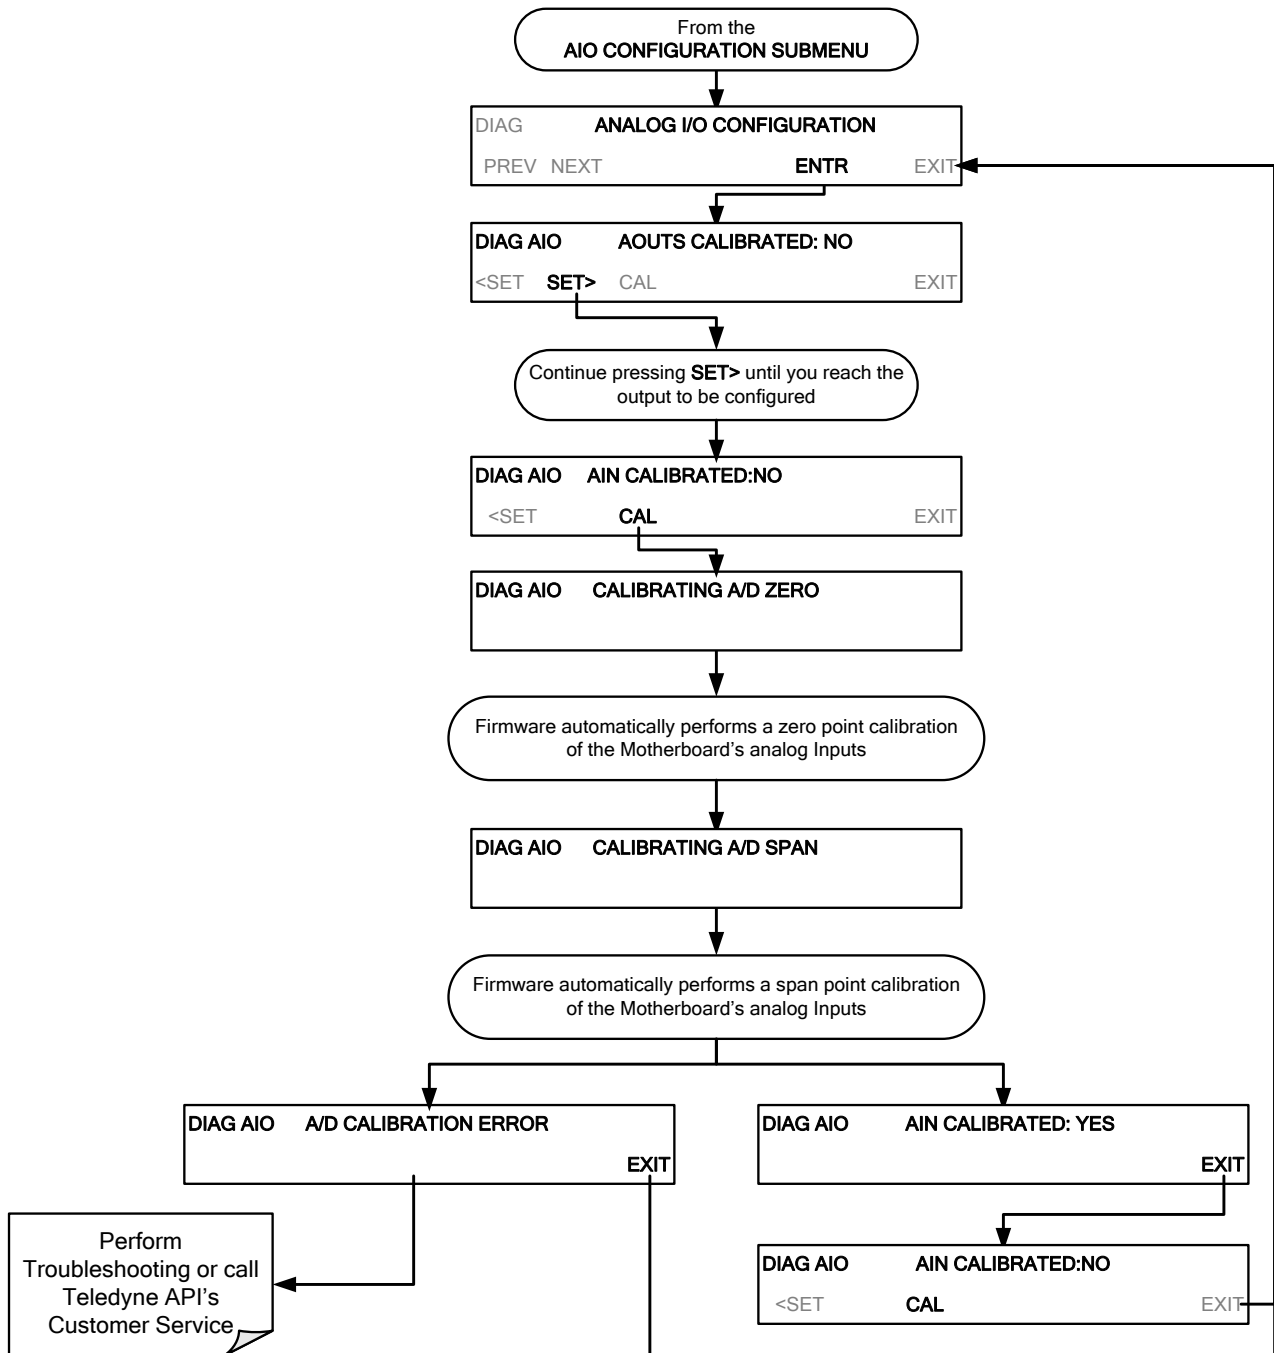 From the
AIO CONFIGURATION SUBMENU
DIAG ANALOG I/O CONFIGURATION
PREV NEXT ENTR EXIT
DIAG AIO AOUTS CALIBRATED: NO
<SET SET> CAL EXIT
Continue pressing SET> until you reach the
output to be configured
DIAG AIO AIN CALIBRATED:NO
<SET CAL EXIT
DIAG AIO CALIBRATING A/D ZERO
Firmware automatically performs a zero point calibration
of the Motherboard's analog Inputs
DIAG AIO CALIBRATING A/D SPAN
Firmware automatically performs a span point calibration
of the Motherboard's analog Inputs
DIAG AIO A/D CALIBRATION ERROR
EXIT
DIAG AIO AIN CALIBRATED: YES
EXIT
Perform
Troubleshooting or call
Teledyne API's
Customer Service
DIAG AIO AIN CALIBRATED:NO
<SET CAL EXIT